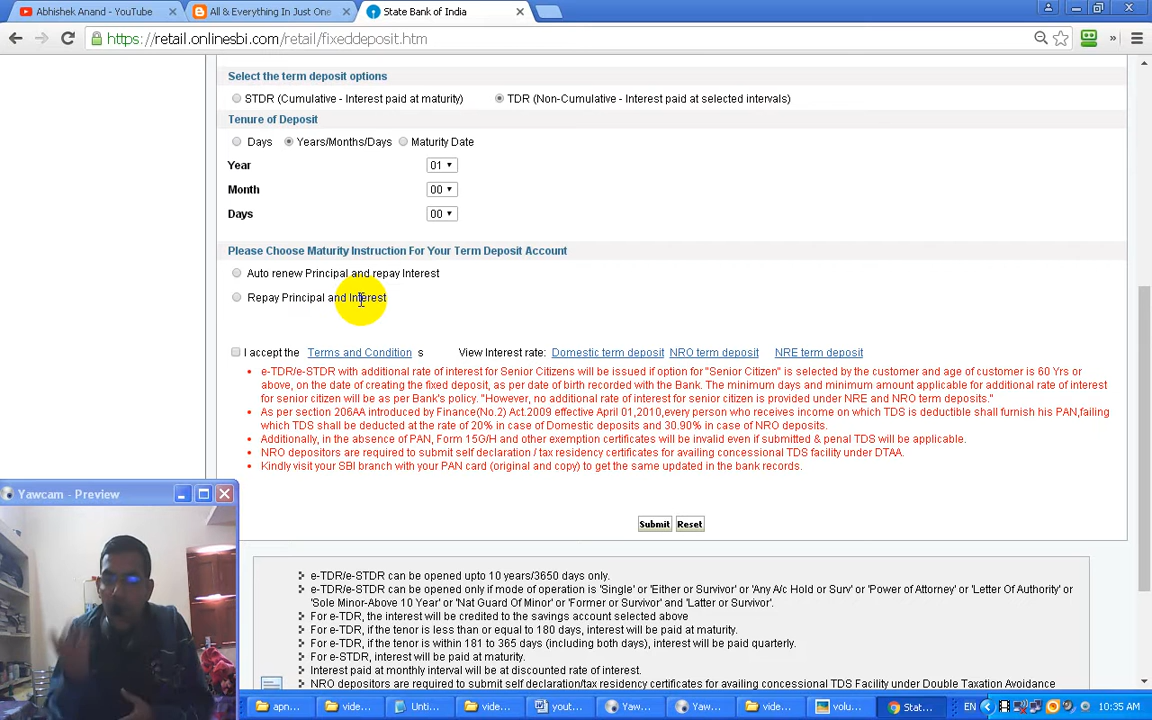 Abhishek Anand - YouTube
All & Everything In Just One
State Bank of India
https://retail.onlinesbi.com/retail/fixeddeposit.htm
Select the term deposit options
STDR (Cumulative - Interest paid at maturity)
TDR (Non-Cumulative - Interest paid at selected intervals)
Tenure of Deposit
Days
Years/Months/Days
Maturity Date
Year 01
Month 00
Days 00
Please Choose Maturity Instruction For Your Term Deposit Account
Auto renew Principal and repay Interest
Repay Principal and Interest
I accept the Terms and Condition s View Interest rate: Domestic term deposit NRO term deposit NRE term deposit
e-TDR/e-STDR with additional rate of interest for Senior Citizens will be issued if option for "Senior Citizen" is selected by the customer and age of customer is 60 Yrs or
above, on the date of creating the fixed deposit, as per date of birth recorded with the Bank. The minimum days and minimum amount applicable for additional rate of interest
for senior citizen will be as per Bank's policy. "However, no additional rate of interest for senior citizen is provided under NRE and NRO term deposits."
As per section 206AA introduced by Finance(No.2) Act.2009 effective April 01,2010,every person who receives income on which TDS is deductible shall furnish his PAN,failing
which TDS shall be deducted at the rate of 20% in case of Domestic deposits and 30.90% in case of NRO deposits.
Additionally, in the absence of PAN, Form 15G/H and other exemption certificates will be invalid even if submitted & penal TDS will be applicable.
NRO depositors are required to submit self declaration / tax residency certificates for availing concessional TDS facility under DTAA.
Kindly visit your SBI branch with your PAN card (original and copy) to get the same updated in the bank records.
Yawcam - Preview
Submit Reset
e-TDR/e-STDR can be opened upto 10 years/3650 days only.
e-TDR/e-STDR can be opened only if mode of operation is 'Single' or 'Either or Survivor' or 'Any A/c Hold or Surv' or 'Power of Attorney' or 'Letter Of Authority' or
'Sole Minor-Above 10 Year' or 'Nat Guard Of Minor' or 'Former or Survivor' and 'Latter or Survivor'.
For e-TDR, the interest will be credited to the savings account selected above
For e-TDR, if the tenor is less than or equal to 180 days, interest will be paid at maturity.
For e-TDR, if the tenor is within 181 to 365 days (including both days), interest will be paid quarterly.
For e-STDR, interest will be paid at maturity.
Interest paid at monthly interval will be at discounted rate of interest.
NRO depositors are required to submit self declaration/tax residency certificates for availing concessional TDS Facility under Double Taxation Avoidance
apn... vide... Unti... vide... yout... Yaw... Yaw... vide... volu... Stat... EN 10:35 AM